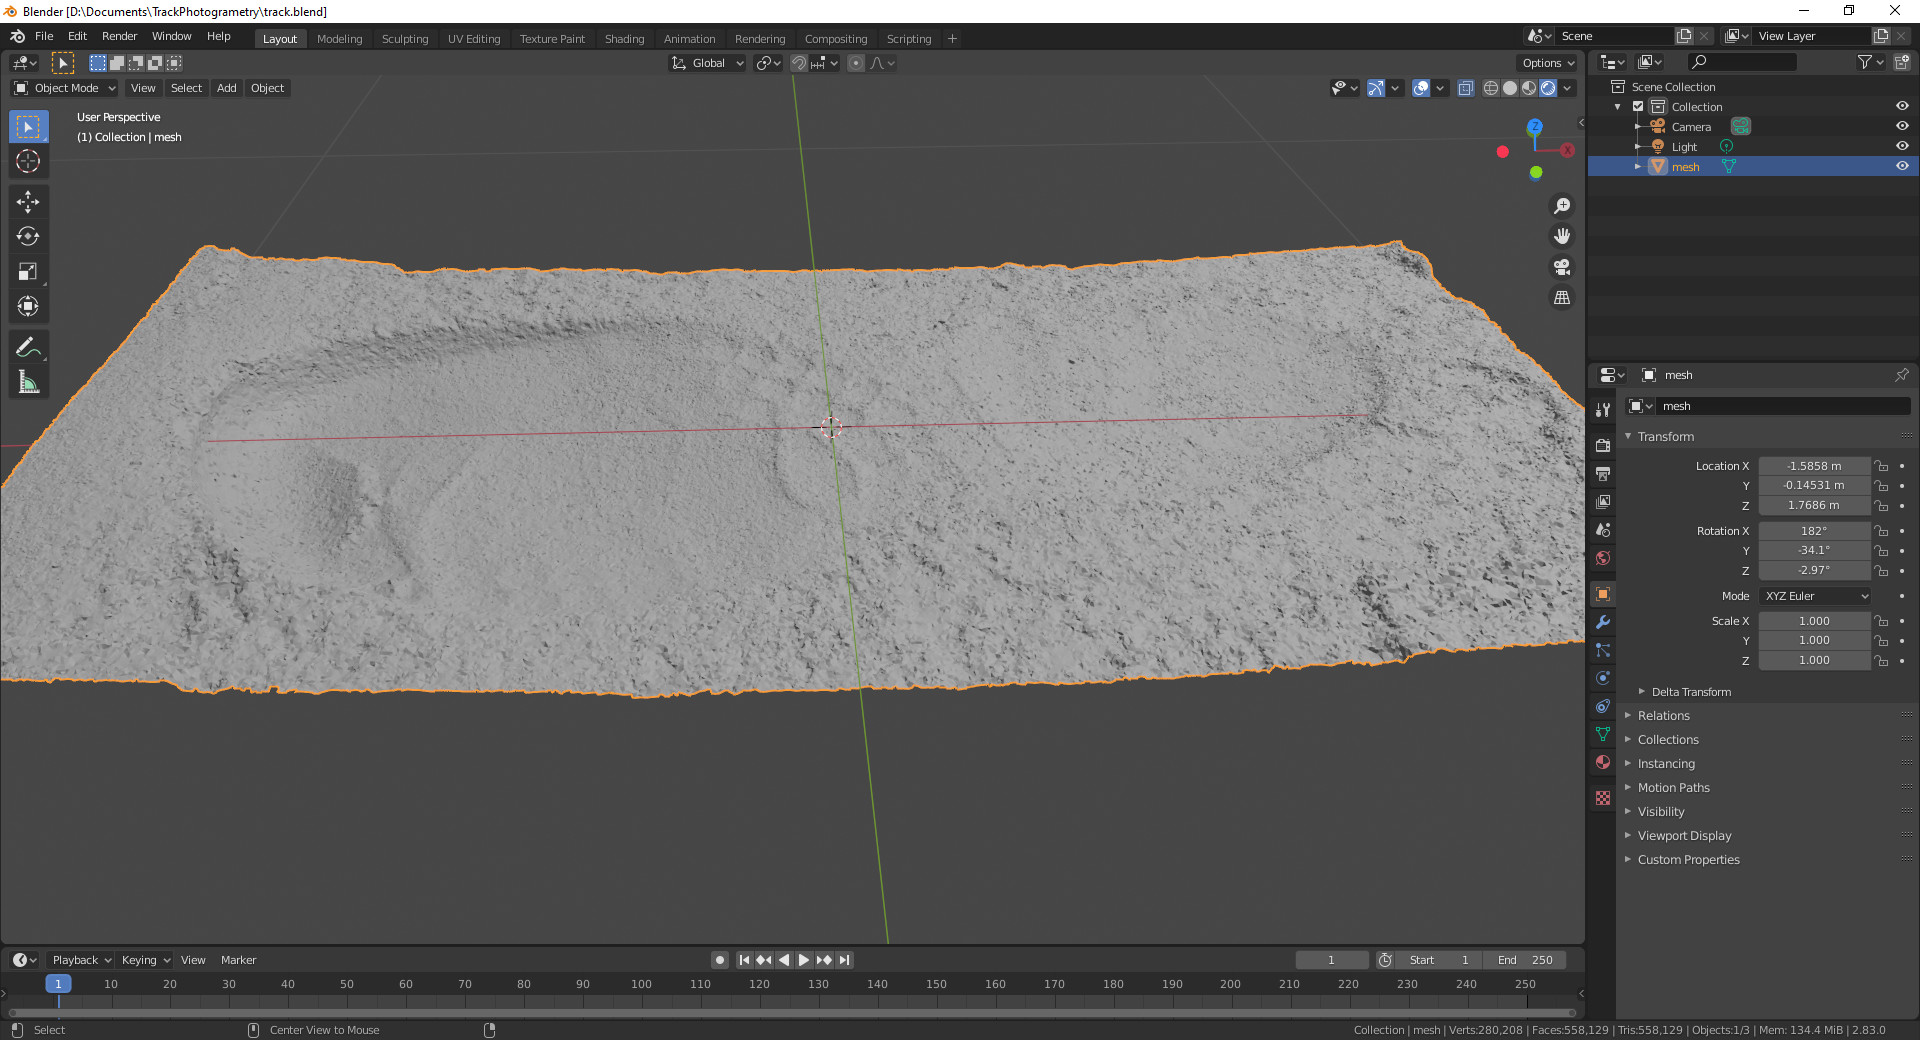 Blender [D:\Documents\TrackPhotogrametry\track.blend]
File Edit Render Window Help Layout Modeling Sculpting UV Editing Texture Paint Shading Animation Rendering Compositing Scripting + Scene View Layer
Global Options
Object Mode View Select Add Object
User Perspective
(1) Collection | mesh
Z
X
Scene Collection
Collection
Camera
Light
mesh
mesh
mesh
Transform
Location X -1.5858 m
Y -0.14531 m
Z 1.7686 m
Rotation X 182°
Y -34.1°
Z -2.97°
Mode XYZ Euler
Scale X 1.000
Y 1.000
Z 1.000
Delta Transform
Relations
Collections
Instancing
Motion Paths
Visibility
Viewport Display
Custom Properties
Playback Keying View Marker 1 Start 1 End 250
1 10 20 30 40 50 60 70 80 90 100 110 120 130 140 150 160 170 180 190 200 210 220 230 240 250
Select Center View to Mouse Collection | mesh | Verts:280,208 | Faces:558,129 | Tris:558,129 | Objects:1/3 | Mem: 134.4 MiB | 2.83.0